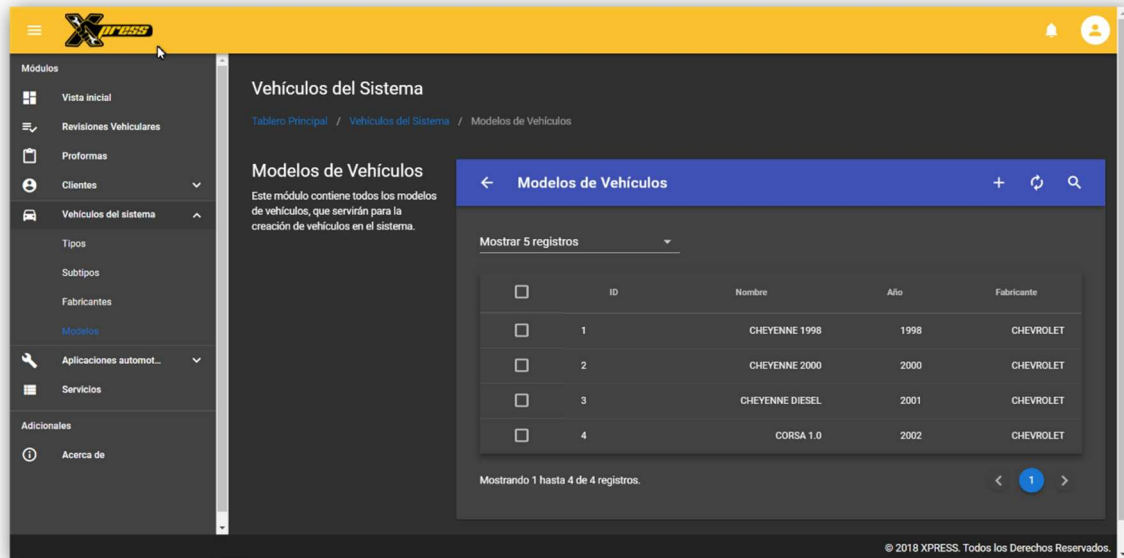 Xpress
Módulos
Vista inicial
Revisiones Vehiculares
Proformas
Clientes
Vehículos del sistema
Tipos
Subtipos
Fabricantes
Modelos
Aplicaciones automot...
Servicios
Adicionales
Acerca de
Vehículos del Sistema
Tablero Principal / Vehículos del Sistema / Modelos de Vehículos
Modelos de Vehículos
Este módulo contiene todos los modelos
de vehículos, que servirán para la
creación de vehículos en el sistema.
Modelos de Vehículos
Mostrar 5 registros
ID Nombre Año Fabricante
1 CHEYENNE 1998 1998 CHEVROLET
2 CHEYENNE 2000 2000 CHEVROLET
3 CHEYENNE DIESEL 2001 CHEVROLET
4 CORSA 1.0 2002 CHEVROLET
Mostrando 1 hasta 4 de 4 registros.
1
© 2018 XPRESS. Todos los Derechos Reservados.